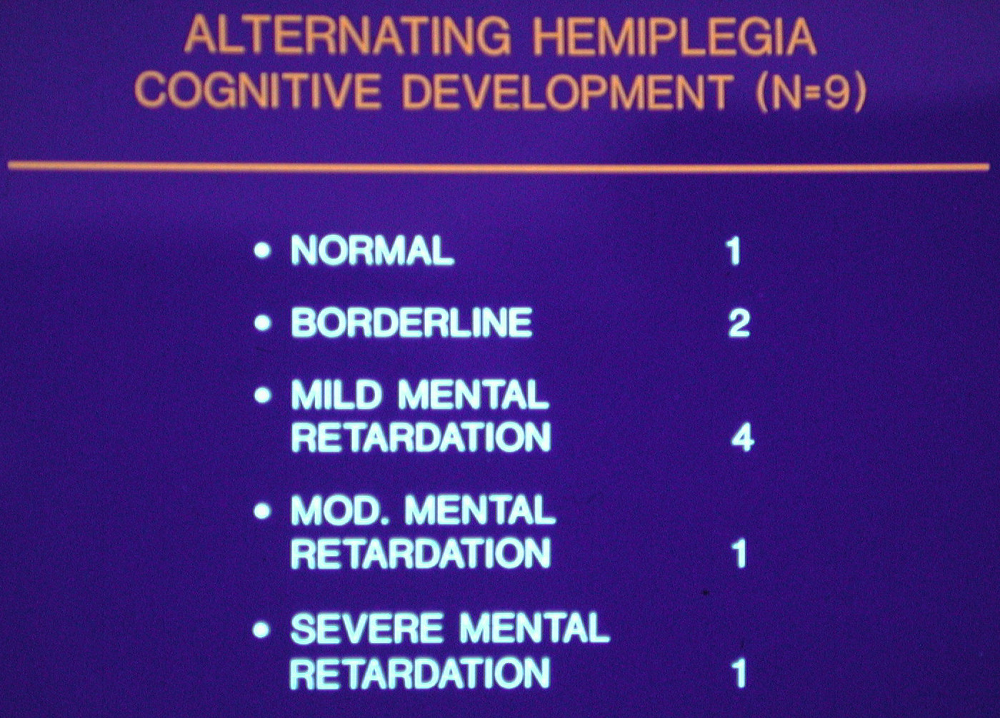 ALTERNATING HEMIPLEGIA
COGNITIVE DEVELOPMENT (N=9)
• NORMAL 1
• BORDERLINE 2
• MILD MENTAL
RETARDATION 4
• MOD. MENTAL
RETARDATION 1
• SEVERE MENTAL
RETARDATION 1